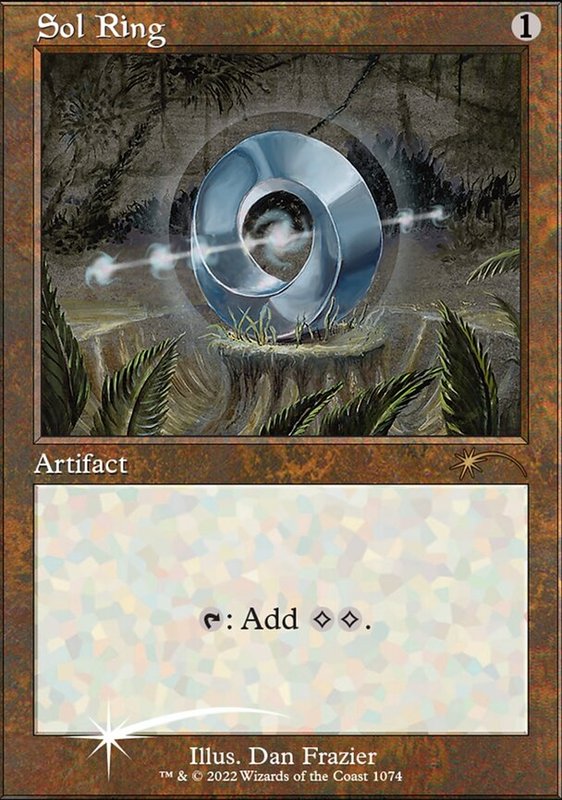 Sol Ring 1
Artifact
: Add .
Illus. Dan Frazier
™ & © 2022 Wizards of the Coast 1074